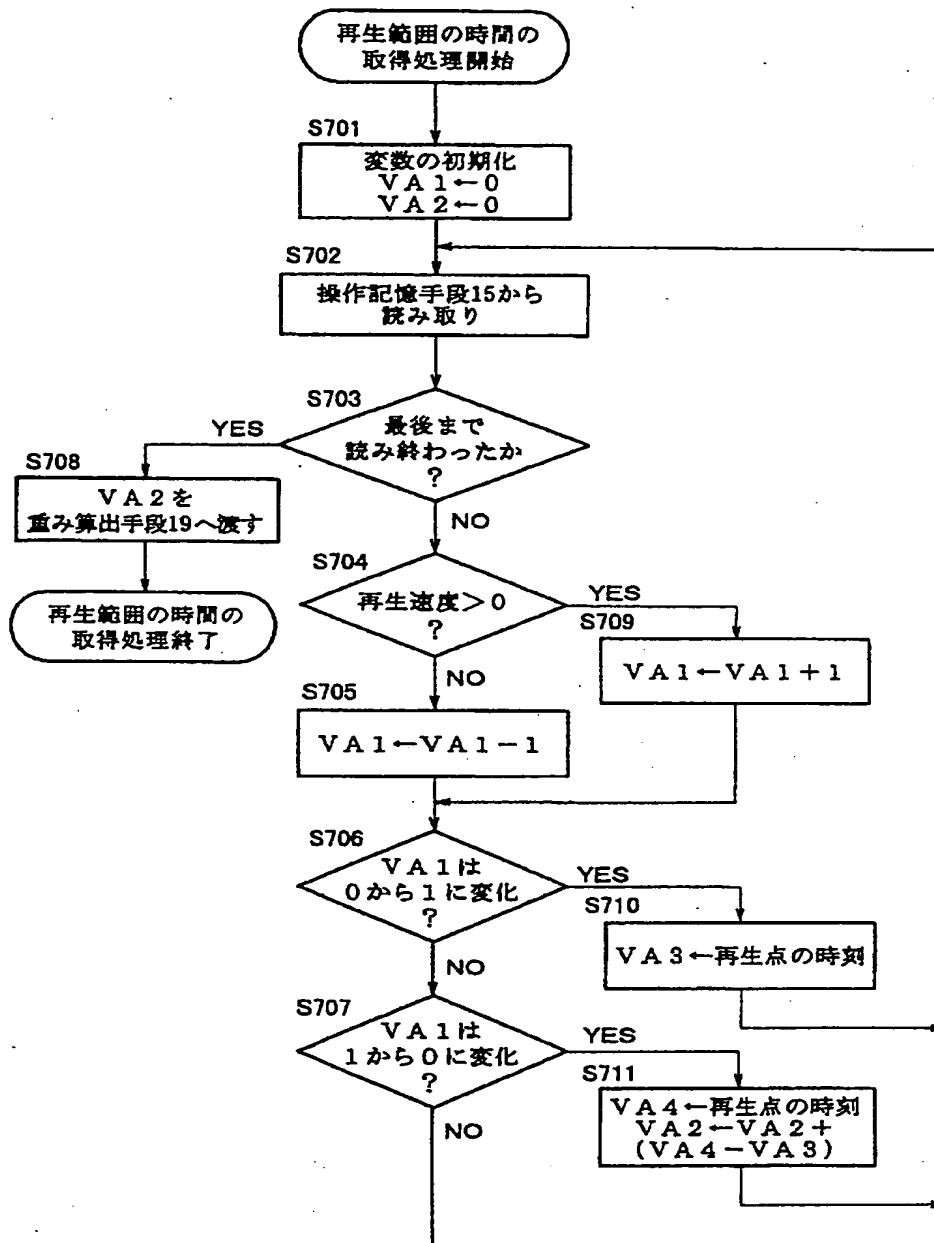 再生範囲の時間の
取得処理開始
S701
変数の初期化
VA1←0
VA2←0
S702
操作記憶手段15から
読み取り
S703
最後まで
読み終わったか
?
YES
NO
S708
VA2を
重み算出手段19へ渡す
再生範囲の時間の
取得処理終了
S704
再生速度>0
?
YES
NO
S709
VA1←VA1+1
S705
VA1←VA1-1
S706
VA1は
0から1に変化
?
YES
NO
S710
VA3←再生点の時刻
S707
VA1は
1から0に変化
?
YES
NO
S711
VA4←再生点の時刻
VA2←VA2+
(VA4-VA3)